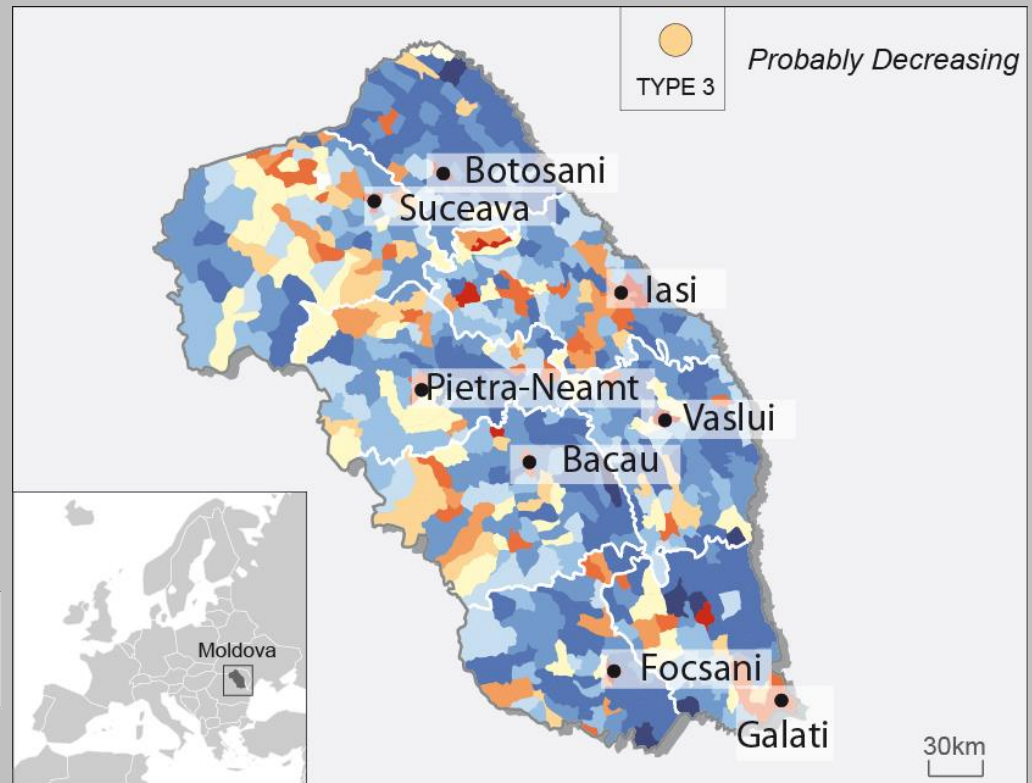 TYPE 3
Probably Decreasing
Botosani
Suceava
Iasi
Pietra-Neamt
Vaslui
Bacau
Moldova
Focsani
Galati
30km